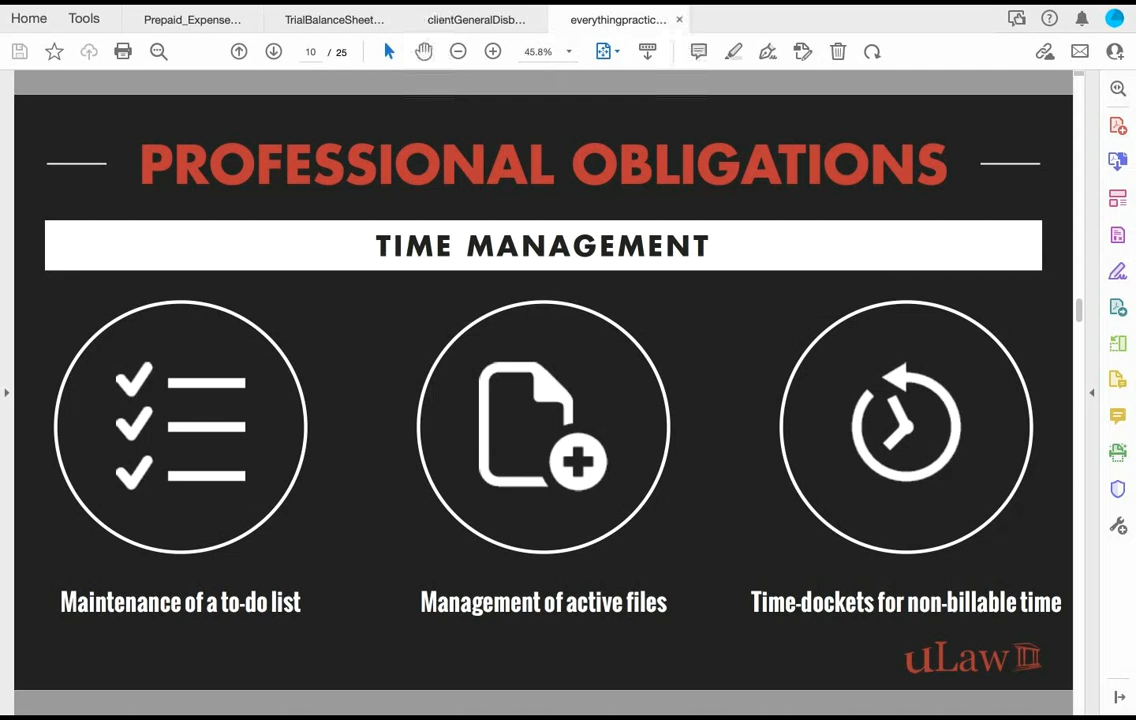 Home Tools Prepaid_Expense... TrialBalanceSheet... clientGeneralDisb... everythingpractic... ×
10 / 25 45.8%
PROFESSIONAL OBLIGATIONS
TIME MANAGEMENT
Maintenance of a to-do list Management of active files Time-dockets for non-billable time
uLaw